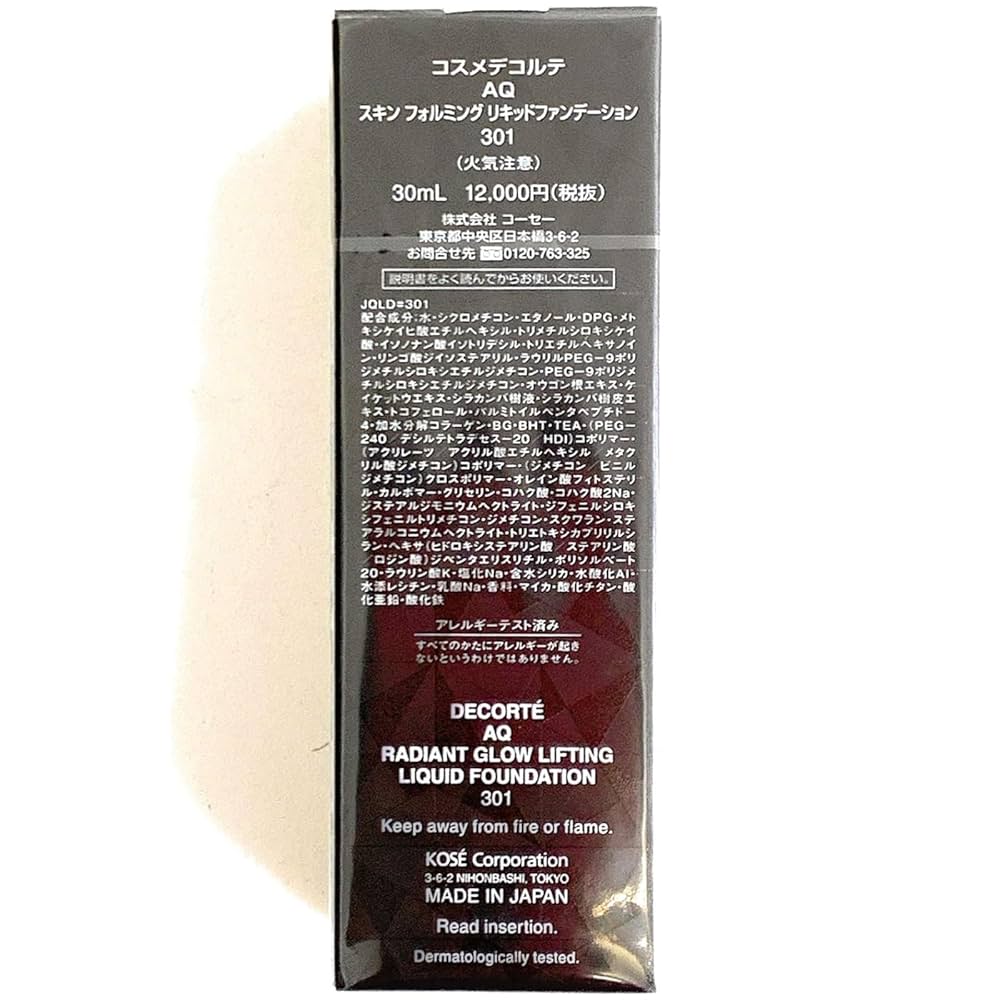 コスメデコルテ
AQ
スキン フォルミング リキッドファンデーション
301
(火気注意)
30mL 12,000円(税抜)
株式会社 コーセー
東京都中央区日本橋3-6-2
お問合せ先 0120-763-325
説明書をよく読んでからお使いください。
JQLD#301
配合成分:水・シクロメチコン・エタノール・DPG・メト
キシケイヒ酸エチルヘキシル・トリメチルシロキシケイ
酸・イソノナン酸イソトリデシル・トリエチルヘキサノイ
ン・リンゴ酸ジイソステアリル・ラウリルPEG-9ポリ
ジメチルシロキシエチルジメチコン・PEG-9ポリジメ
チルシロキシエチルジメチコン・オウゴン根エキス・ケ
イケットウエキス・シラカンバ樹液・シラカンバ樹皮エ
キス・トコフェロール・パルミトイルペンタペプチド-
4・加水分解コラーゲン・BG・BHT・TEA・(PEG-
240/デシルテトラデセス-20/HDI)コポリマー・
(アクリレーツ/アクリル酸エチルヘキシル/メタク
リル酸ジメチコン)コポリマー・(ジメチコン/ビニル
ジメチコン)クロスポリマー・オレイン酸フィトステリ
ル・カルボマー・グリセリン・コハク酸・コハク酸2Na・
ジステアルジモニウムヘクトライト・ジフェニルシロキ
シフェニルトリメチコン・ジメチコン・スクワラン・ステ
アラルコニウムヘクトライト・トリエトキシカプリリルシ
ラン・ヘキサ(ヒドロキシステアリン酸/ステアリン酸
/ロジン酸)ジペンタエリスリチル・ポリソルベート
20・ラウリン酸K・塩化Na・含水シリカ・水酸化Al・
水添レシチン・乳酸Na・香料・マイカ・酸化チタン・酸
化亜鉛・酸化鉄
アレルギーテスト済み
すべてのかたにアレルギーが起き
ないというわけではありません。
DECORTÉ
AQ
RADIANT GLOW LIFTING
LIQUID FOUNDATION
301
Keep away from fire or flame.
KOSÉ Corporation
3-6-2 NIHONBASHI, TOKYO
MADE IN JAPAN
Read insertion.
Dermatologically tested.